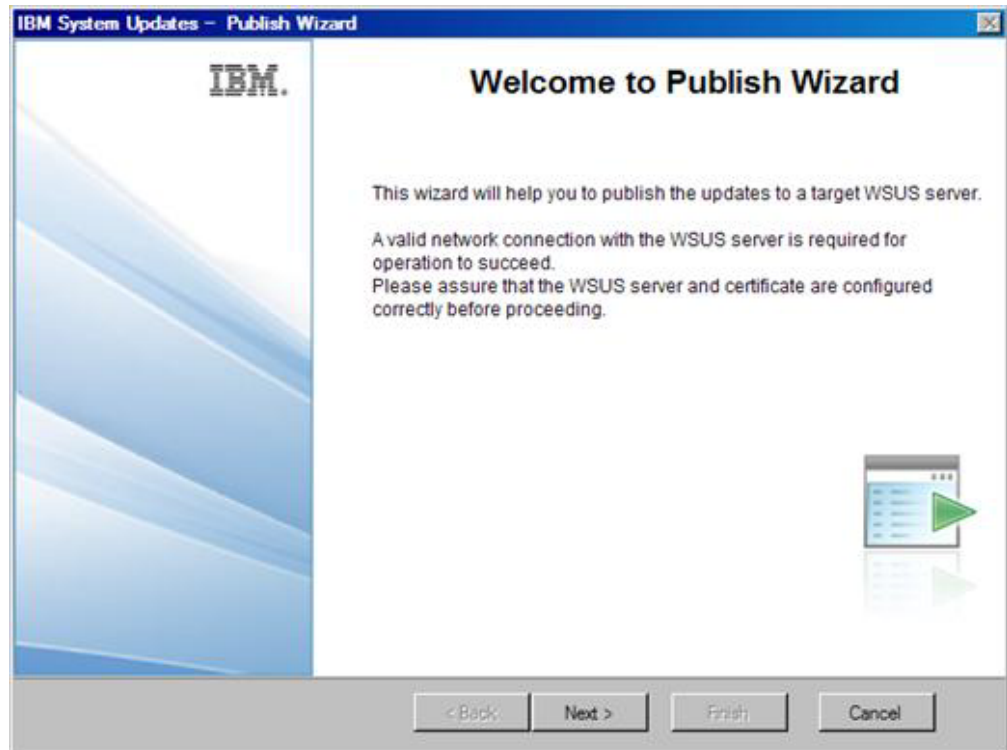 IBM System Updates – Publish Wizard
IBM.
Welcome to Publish Wizard
This wizard will help you to publish the updates to a target WSUS server.
A valid network connection with the WSUS server is required for
operation to succeed.
Please assure that the WSUS server and certificate are configured
correctly before proceeding.
< Back
Next >
Finish
Cancel